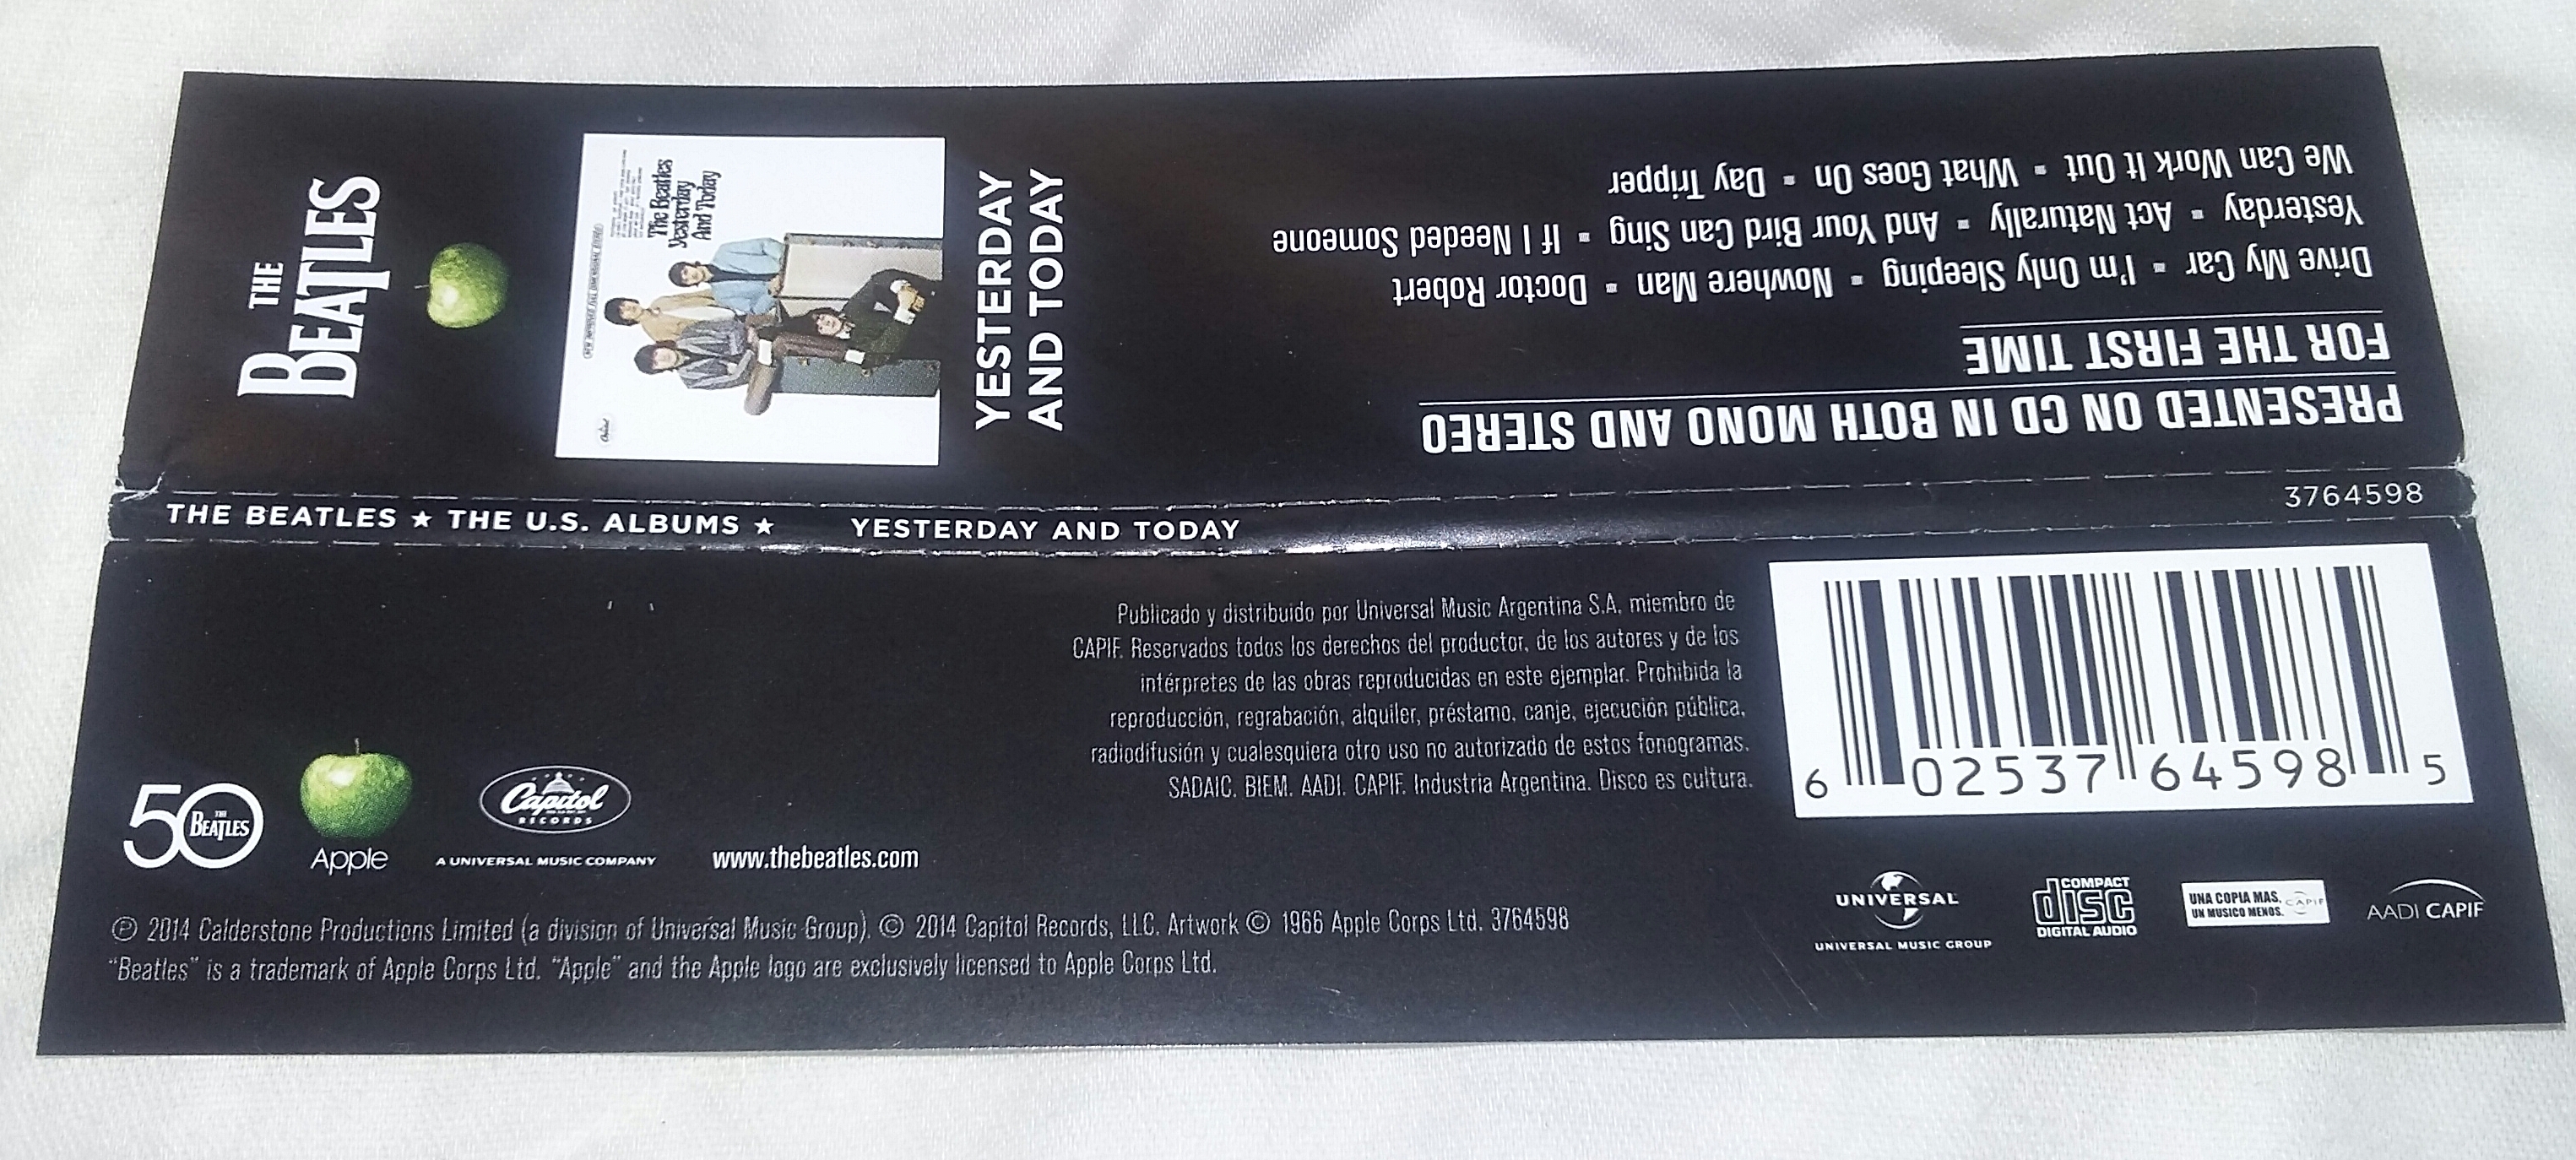 THE
BEATLES
The Beatles
Yesterday
And Today
Capitol
YESTERDAY
AND TODAY
PRESENTED ON CD IN BOTH MONO AND STEREO
FOR THE FIRST TIME
Drive My Car ▪ I'm Only Sleeping ▪ Nowhere Man ▪ Doctor Robert
Yesterday ▪ Act Naturally ▪ And Your Bird Can Sing ▪ If I Needed Someone
We Can Work It Out ▪ What Goes On ▪ Day Tripper
THE BEATLES ★ THE U.S. ALBUMS ★ YESTERDAY AND TODAY
3764598
Publicado y distribuido por Universal Music Argentina S.A, miembro de
CAPIF. Reservados todos los derechos del productor, de los autores y de los
intérpretes de las obras reproducidas en este ejemplar. Prohibida la
reproducción, regrabación, alquiler, préstamo, canje, ejecución pública,
radiodifusión y cualesquiera otro uso no autorizado de estos fonogramas.
SADAIC. BIEM. AADI. CAPIF. Industria Argentina. Disco es cultura.
6 02537 64598 5
50
THE
BEATLES
Apple
Capitol
RECORDS
A UNIVERSAL MUSIC COMPANY
www.thebeatles.com
UNIVERSAL
UNIVERSAL MUSIC GROUP
COMPACT
disc
DIGITAL AUDIO
UNA COPIA MAS,
UN MUSICO MENOS.
CAPIF
AADI CAPIF
℗ 2014 Calderstone Productions Limited (a division of Universal Music Group). © 2014 Capitol Records, LLC. Artwork © 1966 Apple Corps Ltd. 3764598
“Beatles” is a trademark of Apple Corps Ltd. “Apple” and the Apple logo are exclusively licensed to Apple Corps Ltd.